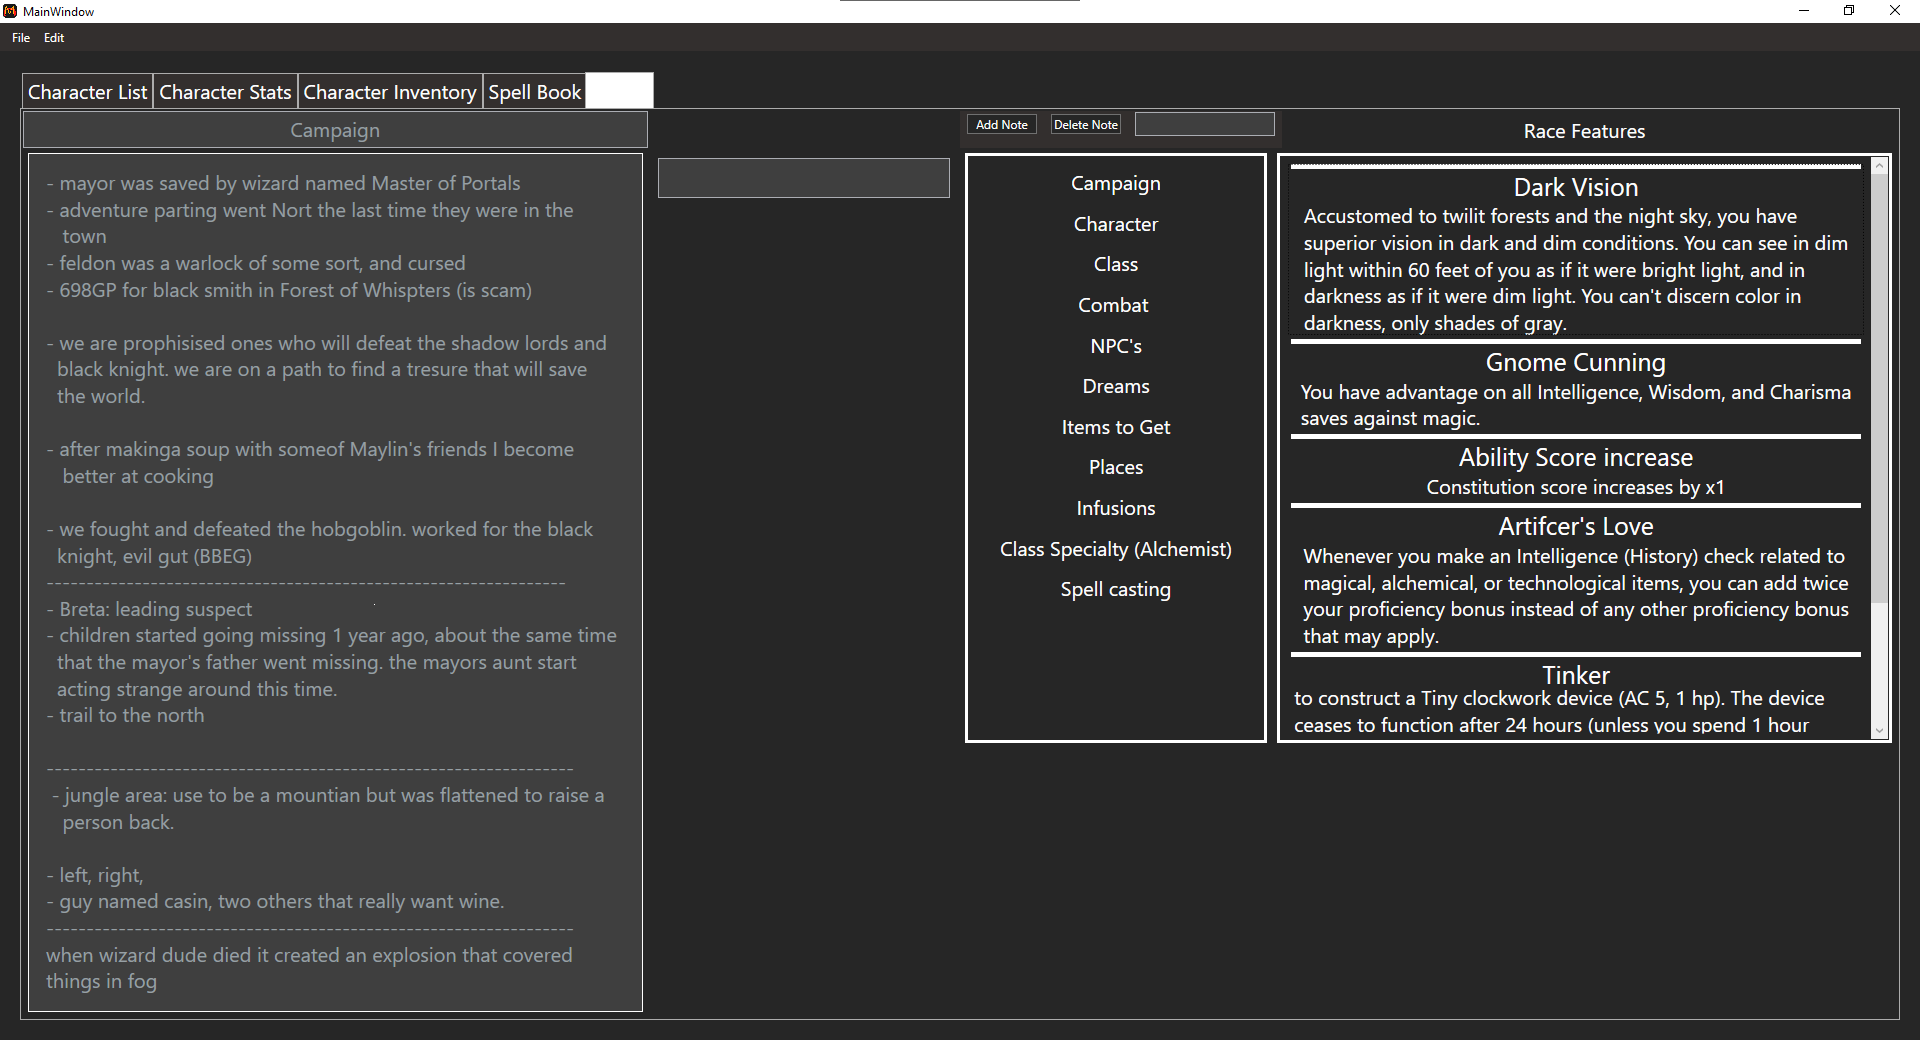 MainWindow
File Edit
Character List Character Stats Character Inventory Spell Book
Campaign
- mayor was saved by wizard named Master of Portals
- adventure parting went Nort the last time they were in the
town
- feldon was a warlock of some sort, and cursed
- 698GP for black smith in Forest of Whispters (is scam)
- we are prophisised ones who will defeat the shadow lords and
black knight. we are on a path to find a tresure that will save
the world.
- after makinga soup with someof Maylin's friends I become
better at cooking
- we fought and defeated the hobgoblin. worked for the black
knight, evil gut (BBEG)
-----------------------------------------------------------------
- Breta: leading suspect
- children started going missing 1 year ago, about the same time
that the mayor's father went missing. the mayors aunt start
acting strange around this time.
- trail to the north
------------------------------------------------------------------
- jungle area: use to be a mountian but was flattened to raise a
person back.
- left, right,
- guy named casin, two others that really want wine.
------------------------------------------------------------------
when wizard dude died it created an explosion that covered
things in fog
Add Note Delete Note
Campaign
Character
Class
Combat
NPC's
Dreams
Items to Get
Places
Infusions
Class Specialty (Alchemist)
Spell casting
Race Features
Dark Vision
Accustomed to twilit forests and the night sky, you have
superior vision in dark and dim conditions. You can see in dim
light within 60 feet of you as if it were bright light, and in
darkness as if it were dim light. You can't discern color in
darkness, only shades of gray.
Gnome Cunning
You have advantage on all Intelligence, Wisdom, and Charisma
saves against magic.
Ability Score increase
Constitution score increases by x1
Artifcer's Love
Whenever you make an Intelligence (History) check related to
magical, alchemical, or technological items, you can add twice
your proficiency bonus instead of any other proficiency bonus
that may apply.
Tinker
to construct a Tiny clockwork device (AC 5, 1 hp). The device
ceases to function after 24 hours (unless you spend 1 hour